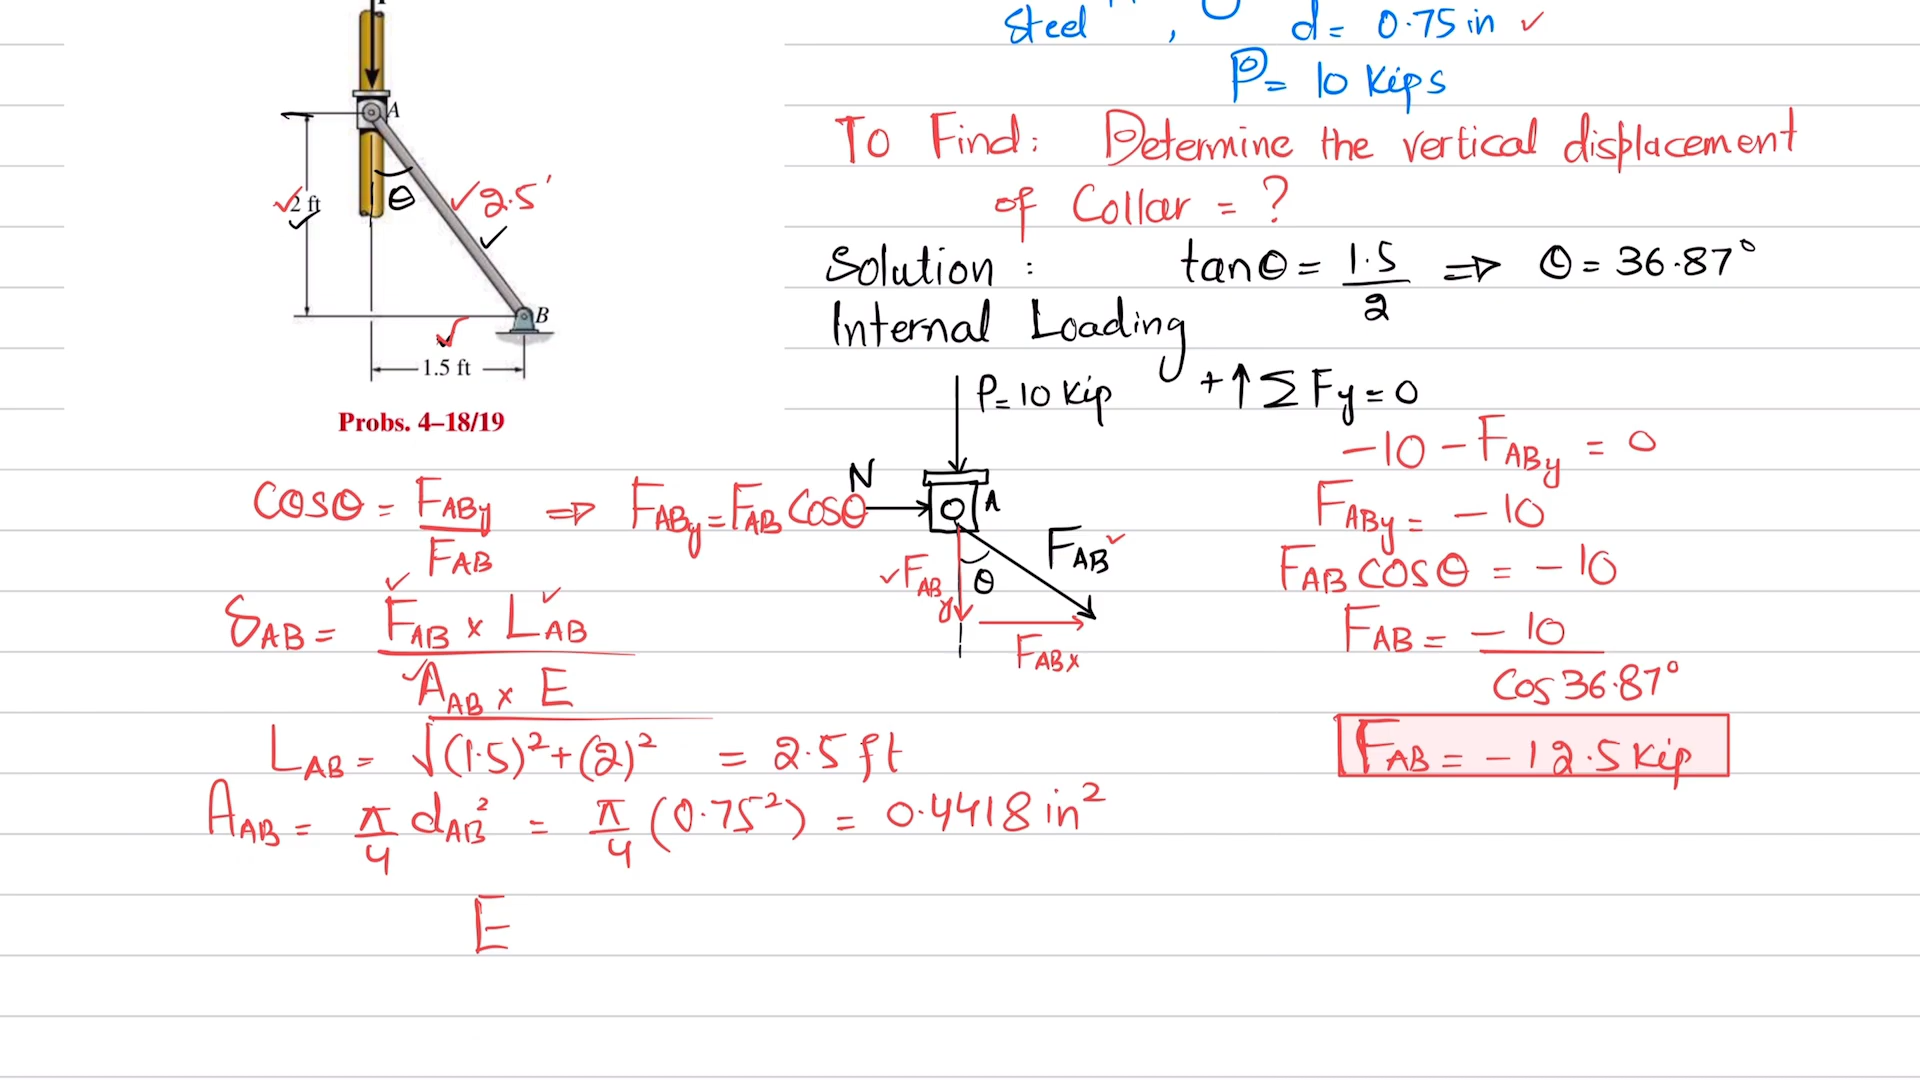 Steel , d = 0.75 in ✓
P = 10 Kips
To Find : Determine the vertical displacement
of Collar = ?
A
θ
✓2 ft
✓2.5'
B
1.5 ft
Probs. 4–18/19
Solution : tanθ = 1.5/2 ⇒ θ = 36.87°
Internal Loading
P = 10 Kip
+↑ΣFy = 0
-10 - FABy = 0
FABy = -10
FAB cosθ = -10
FAB = -10/Cos 36.87°
FAB = -12.5 Kip
N
A
FAB ✓
θ
✓FABy
FABx
Cosθ = FABy/FAB ⇒ FABy = FAB Cosθ
δAB = FAB × LAB / AAB × E
LAB = √(1.5)² + (2)² = 2.5 ft
AAB = π/4 dAB² = π/4 (0.75²) = 0.4418 in²
E